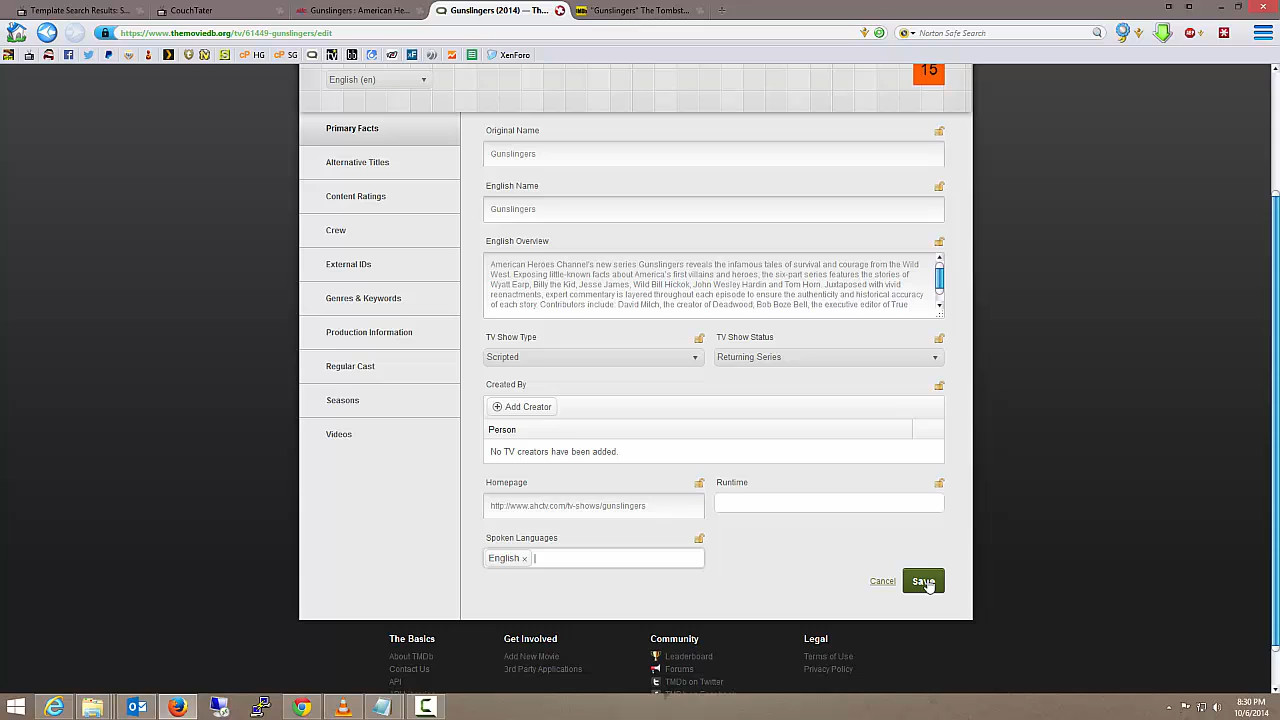 Template Search Results: S...
CouchTater
Gunslingers : American He...
Gunslingers (2014) — Th...
"Gunslingers" The Tombst...
https://www.themoviedb.org/tv/61449-gunslingers/edit
Norton Safe Search
cP HG
cP SG
XenForo
English (en)
15
Primary Facts
Alternative Titles
Content Ratings
Crew
External IDs
Genres & Keywords
Production Information
Regular Cast
Seasons
Videos
Original Name
Gunslingers
English Name
Gunslingers
English Overview
American Heroes Channel's new series Gunslingers reveals the infamous tales of survival and courage from the Wild
West. Exposing little-known facts about America's first villains and heroes, the six-part series features the stories of
Wyatt Earp, Billy the Kid, Jesse James, Wild Bill Hickok, John Wesley Hardin and Tom Horn. Juxtaposed with vivid
reenactments, expert commentary is layered throughout each episode to ensure the authenticity and historical accuracy
of each story. Contributors include: David Milch, the creator of Deadwood; Bob Boze Bell, the executive editor of True
TV Show Type
TV Show Status
Scripted
Returning Series
Created By
Add Creator
Person
No TV creators have been added.
Homepage
Runtime
http://www.ahctv.com/tv-shows/gunslingers
Spoken Languages
English ×
Cancel
Save
The Basics
Get Involved
Community
Legal
About TMDb
Add New Movie
Leaderboard
Terms of Use
Contact Us
3rd Party Applications
Forums
Privacy Policy
API
TMDb on Twitter
8:30 PM
10/6/2014